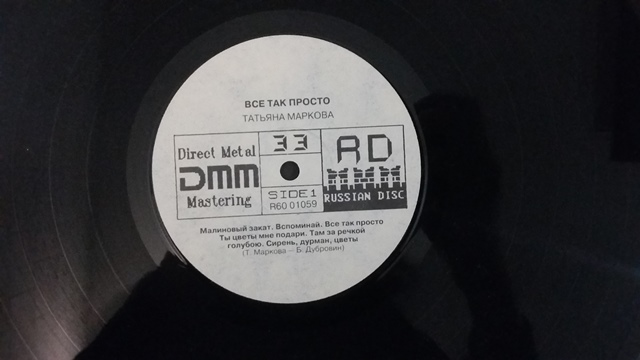 ВСЕ ТАК ПРОСТО
ТАТЬЯНА МАРКОВА
Direct Metal
DMM
Mastering
33
SIDE 1
R60 01059
RD
RUSSIAN DISC
Малиновый закат. Вспоминай. Все так просто
Ты цветы мне подари. Там за речкой
голубою. Сирень, дурман, цветы
(Т. Маркова — Б. Дубровин)